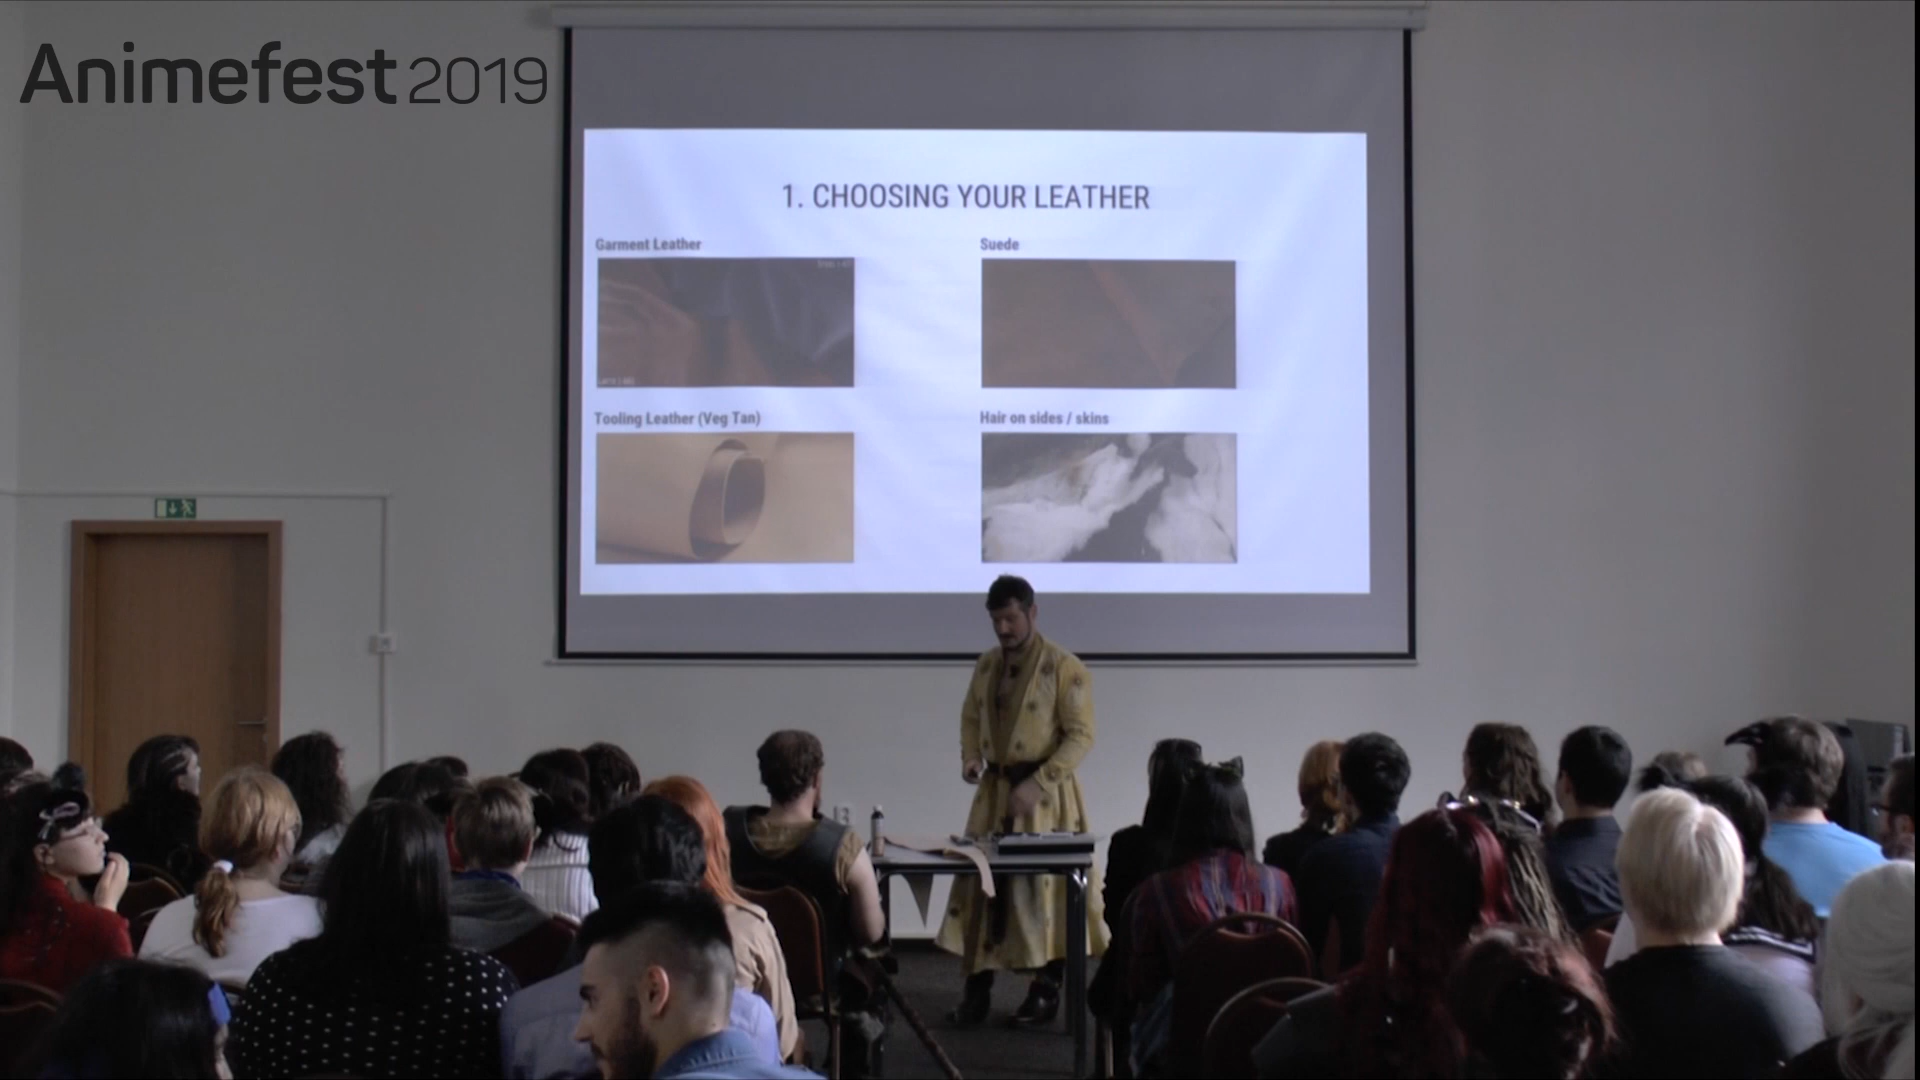 Animefest 2019
1. CHOOSING YOUR LEATHER
Garment Leather
Suede
Tooling Leather (Veg Tan)
Hair on sides / skins